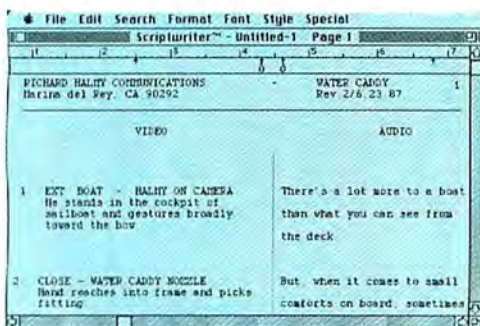 File Edit Search Format Font Style Special
Scriptwriter™ - Untitled-1 Page 1
RICHARD HALMY COMMUNICATIONS - WATER CADDY 1
Marina del Rey, CA 90292 Rev 2/6.23.87
VIDEO AUDIO
1 EXT BOAT - HALMY ON CAMERA There's a lot more to a boat
He stands in the cockpit of
sailboat and gestures broadly than what you can see from
toward the bow
the deck.
2 CLOSE - WATER CADDY NOZZLE But, when it comes to small
Hand reaches into frame and picks
fitting comforts on board, sometimes